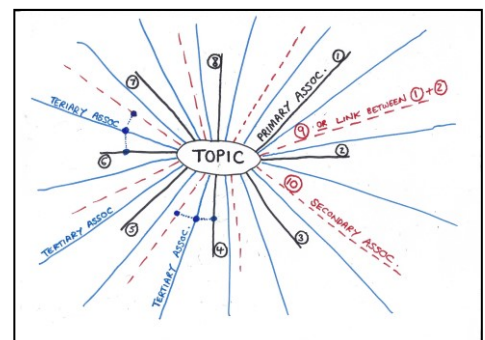 8
1
7
PRIMARY ASSOC.
TERIARY ASSOC
9 OR LINK BETWEEN 1 + 2
TOPIC
2
6
10
SECONDARY ASSOC.
TERTIARY ASSOC
5
TERTIARY ASSOC.
4
3